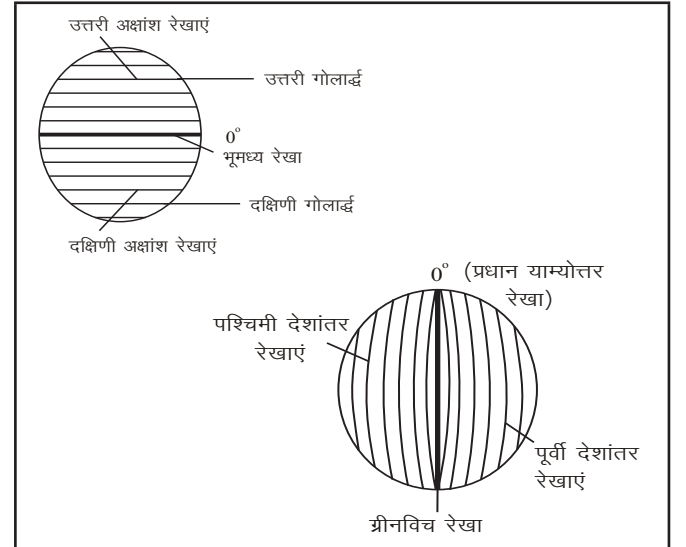 उत्तरी अक्षांश रेखाएं
उत्तरी गोलार्द्ध
0°
भूमध्य रेखा
दक्षिणी गोलार्द्ध
दक्षिणी अक्षांश रेखाएं
0° (प्रधान याम्योत्तर
रेखा)
पश्चिमी देशांतर
रेखाएं
पूर्वी देशांतर
रेखाएं
ग्रीनविच रेखा